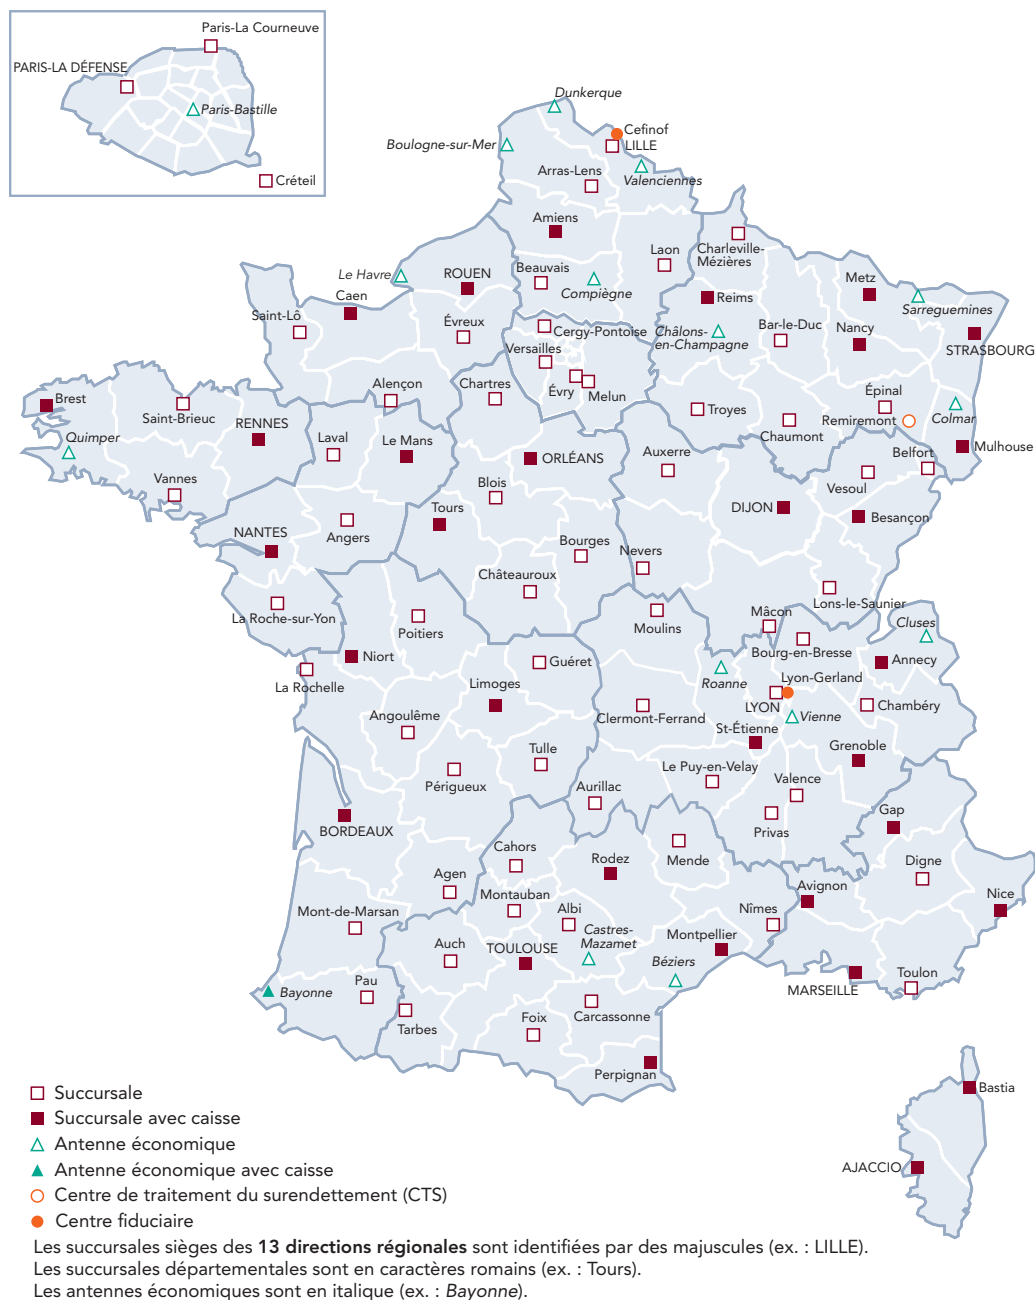 Paris-La Courneuve
PARIS-LA DÉFENSE
Paris-Bastille
Créteil
Dunkerque
Cefinof
LILLE
Boulogne-sur-Mer
Valenciennes
Arras-Lens
Amiens
Laon
Charleville-
Mézières
Le Havre
ROUEN
Beauvais
Compiègne
Metz
Reims
Sarreguemines
Caen
Saint-Lô
Évreux
Cergy-Pontoise
Versailles
Châlons-
en-Champagne
Bar-le-Duc
Nancy
STRASBOURG
Alençon
Chartres
Évry
Melun
Troyes
Chaumont
Épinal
Remiremont
Colmar
Brest
Saint-Brieuc
RENNES
Quimper
Laval
Le Mans
ORLÉANS
Auxerre
Belfort
Mulhouse
Vannes
Blois
Vesoul
Tours
DIJON
Besançon
NANTES
Angers
Bourges
Nevers
Châteauroux
La Roche-sur-Yon
Poitiers
Moulins
Mâcon
Lons-le-Saunier
Cluses
Bourg-en-Bresse
Niort
Guéret
Annecy
La Rochelle
Limoges
Roanne
Lyon-Gerland
LYON
Clermont-Ferrand
Vienne
Chambéry
Angoulême
St-Étienne
Tulle
Grenoble
Périgueux
Le Puy-en-Velay
Valence
Aurillac
Privas
Gap
BORDEAUX
Cahors
Rodez
Mende
Digne
Agen
Avignon
Nice
Montauban
Mont-de-Marsan
Albi
Nîmes
Castres-
Mazamet
Montpellier
Auch
TOULOUSE
Béziers
MARSEILLE
Toulon
Bayonne
Pau
Tarbes
Foix
Carcassonne
Perpignan
Bastia
AJACCIO
Succursale
Succursale avec caisse
Antenne économique
Antenne économique avec caisse
Centre de traitement du surendettement (CTS)
Centre fiduciaire
Les succursales sièges des 13 directions régionales sont identifiées par des majuscules (ex. : LILLE).
Les succursales départementales sont en caractères romains (ex. : Tours).
Les antennes économiques sont en italique (ex. : Bayonne).